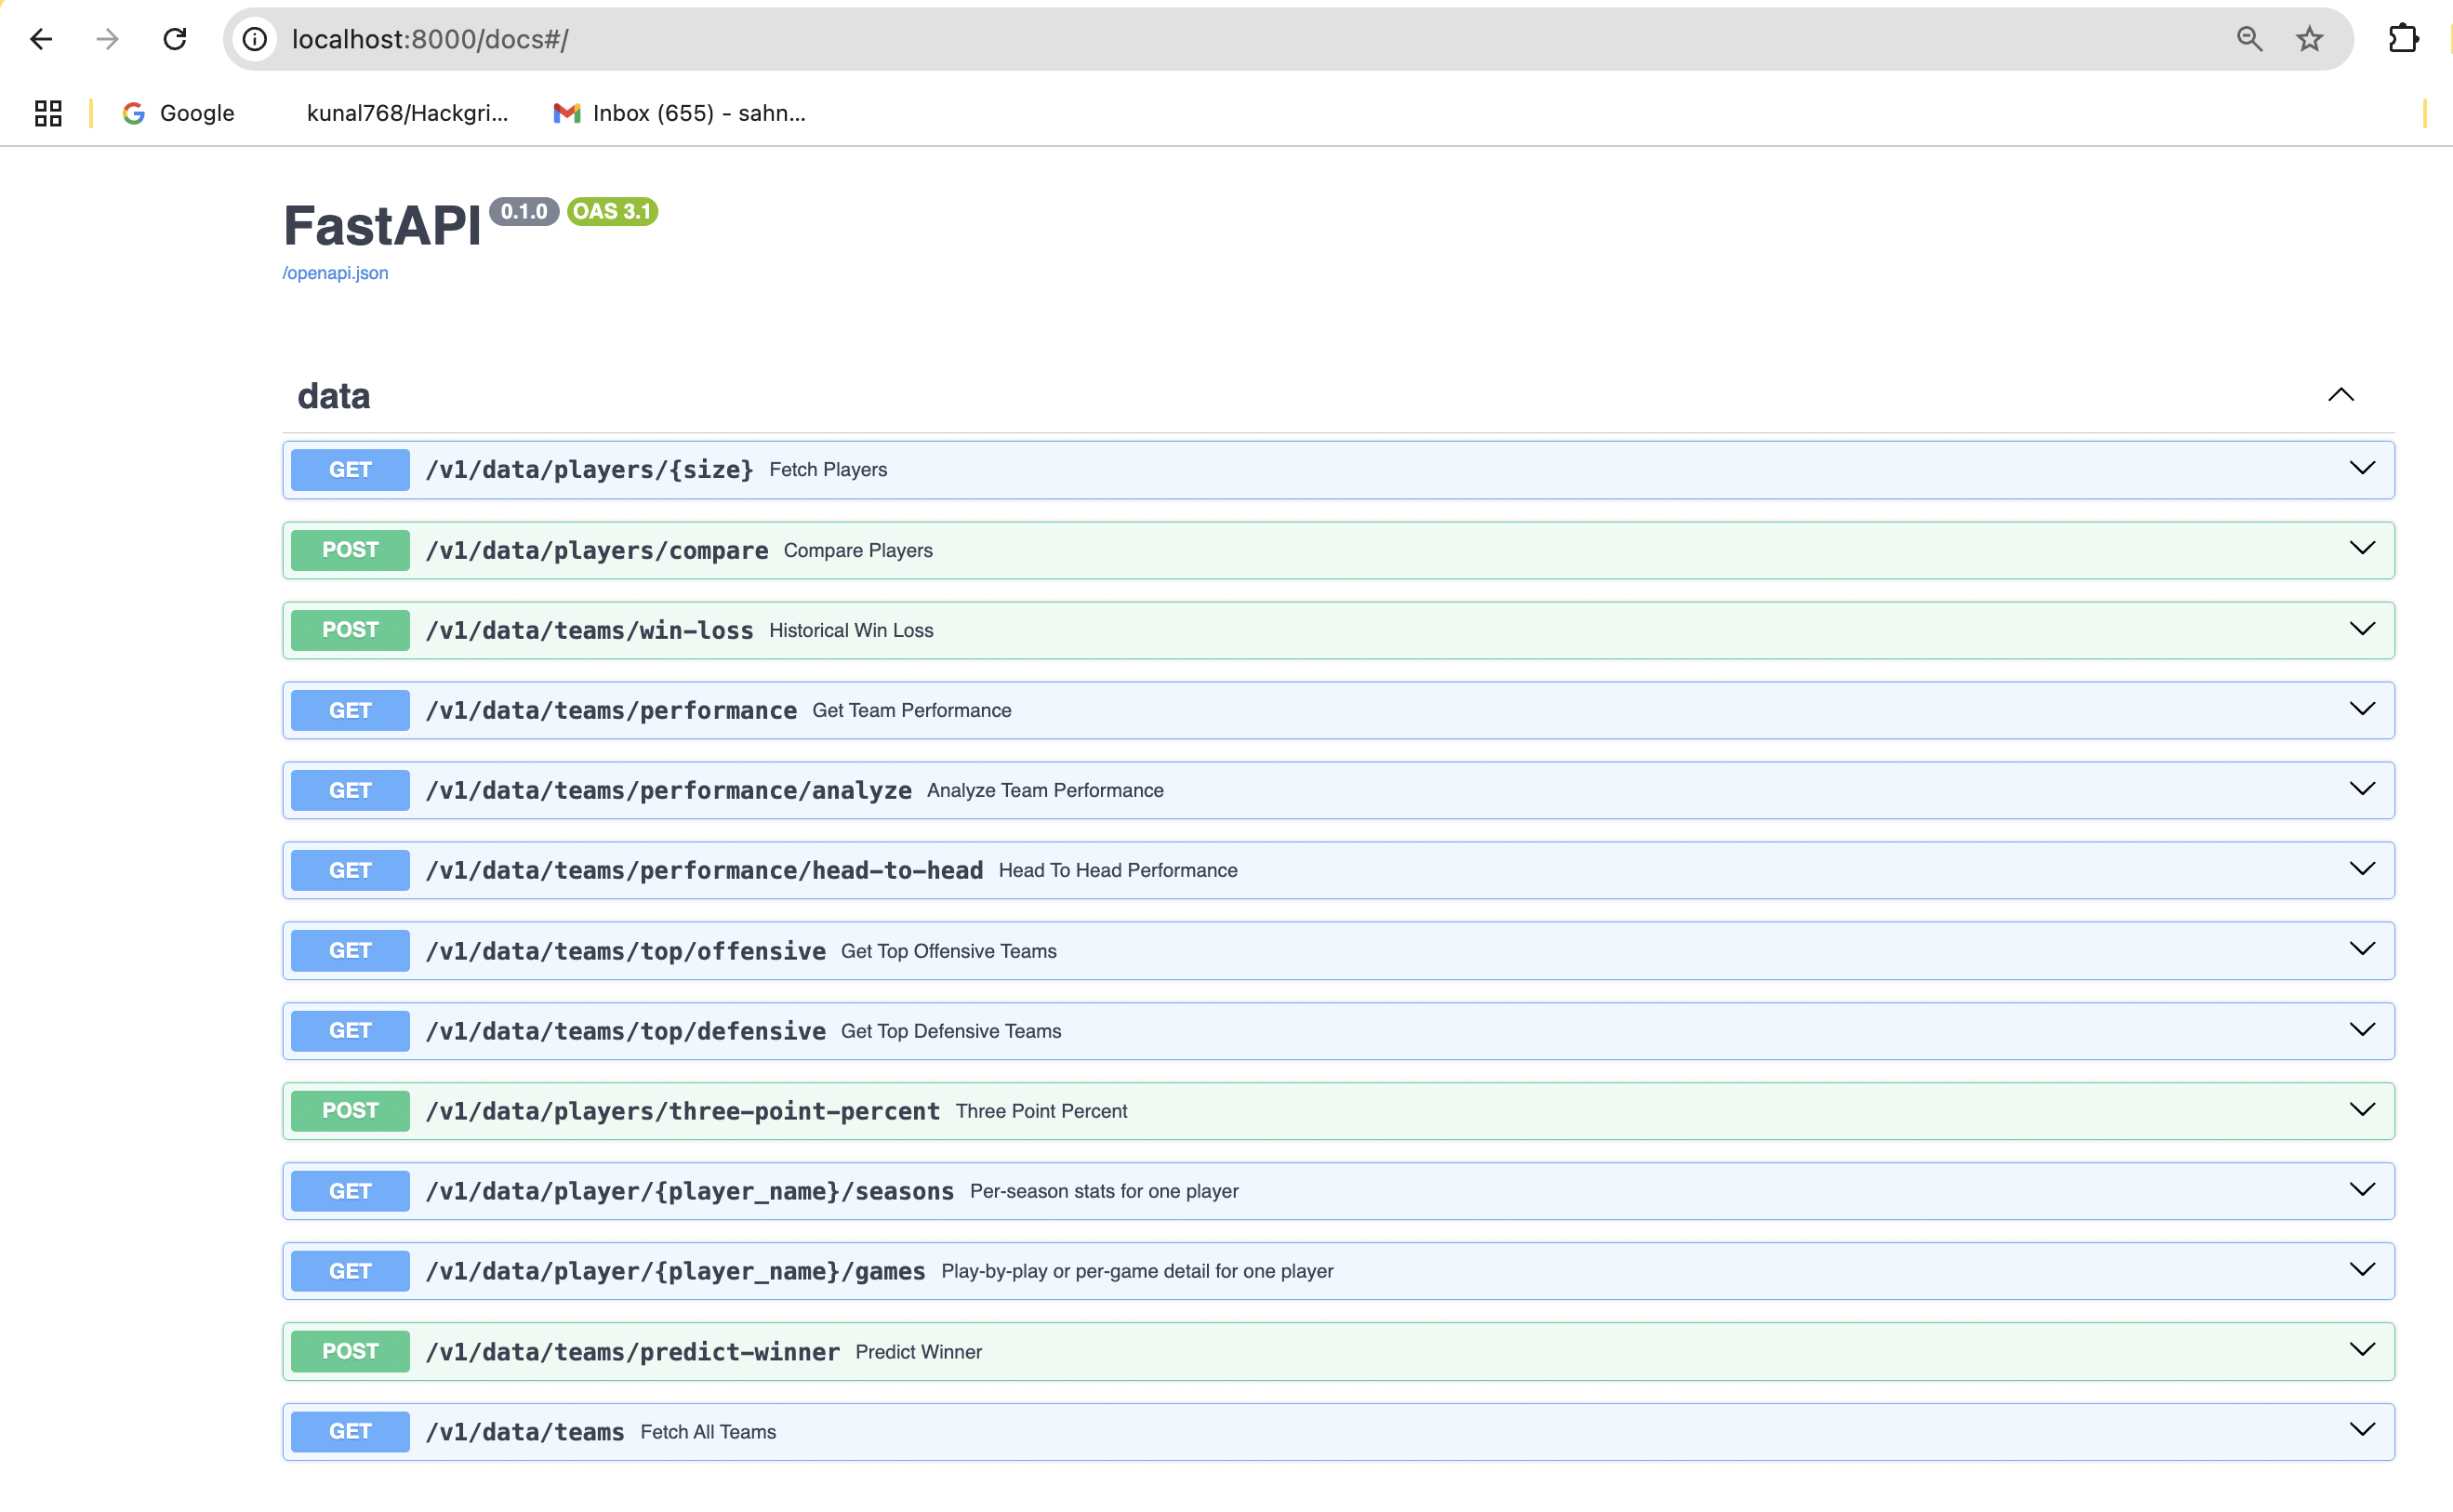 localhost:8000/docs#/
Google kunal768/Hackgri... Inbox (655) - sahn...
FastAPI 0.1.0 OAS 3.1
/openapi.json
data
GET /v1/data/players/{size} Fetch Players
POST /v1/data/players/compare Compare Players
POST /v1/data/teams/win-loss Historical Win Loss
GET /v1/data/teams/performance Get Team Performance
GET /v1/data/teams/performance/analyze Analyze Team Performance
GET /v1/data/teams/performance/head-to-head Head To Head Performance
GET /v1/data/teams/top/offensive Get Top Offensive Teams
GET /v1/data/teams/top/defensive Get Top Defensive Teams
POST /v1/data/players/three-point-percent Three Point Percent
GET /v1/data/player/{player_name}/seasons Per-season stats for one player
GET /v1/data/player/{player_name}/games Play-by-play or per-game detail for one player
POST /v1/data/teams/predict-winner Predict Winner
GET /v1/data/teams Fetch All Teams